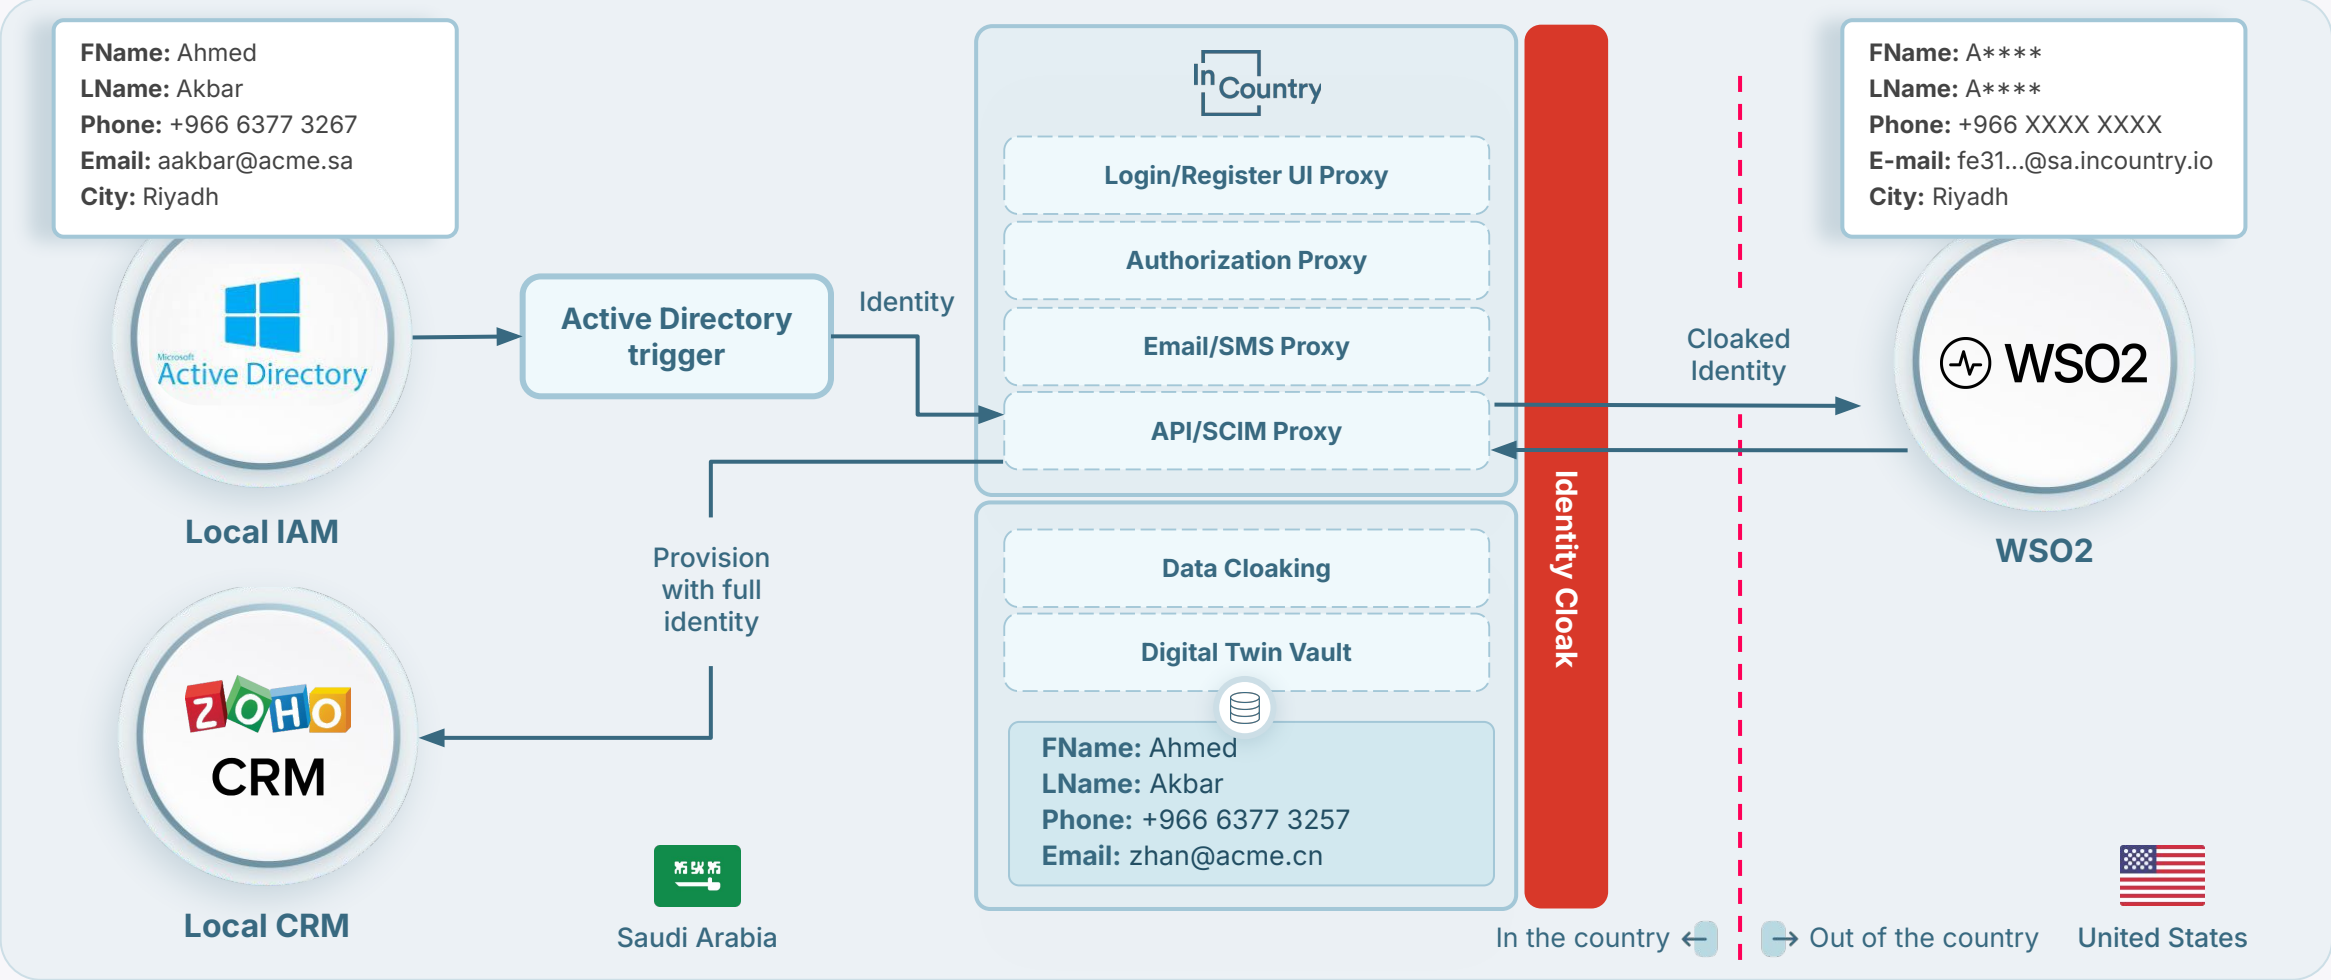 FName: Ahmed
LName: Akbar
Phone: +966 6377 3267
Email: aakbar@acme.sa
City: Riyadh
Microsoft
Active Directory
Local IAM
ZOHO
CRM
Local CRM
Active Directory
trigger
Identity
Provision
with full
identity
Saudi Arabia
In
Country
Login/Register UI Proxy
Authorization Proxy
Email/SMS Proxy
API/SCIM Proxy
Data Cloaking
Digital Twin Vault
FName: Ahmed
LName: Akbar
Phone: +966 6377 3257
Email: zhan@acme.cn
Identity Cloak
Cloaked
Identity
FName: A****
LName: A****
Phone: +966 XXXX XXXX
E-mail: fe31...@sa.incountry.io
City: Riyadh
WSO2
WSO2
In the country
Out of the country
United States